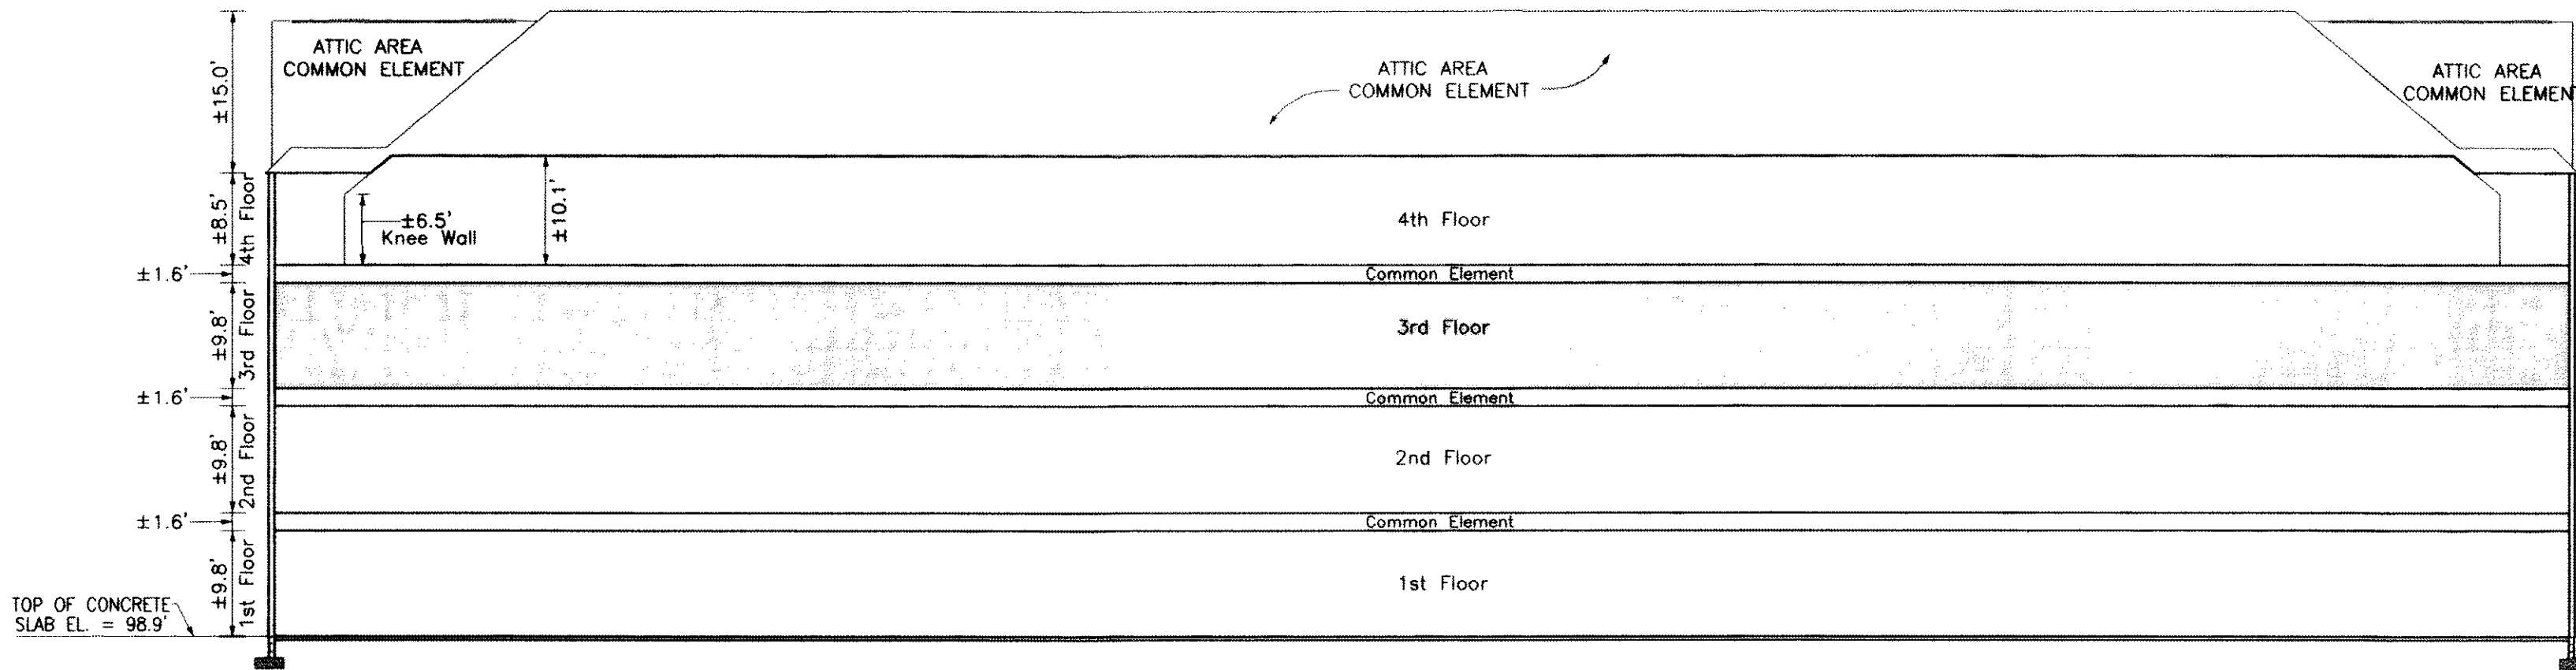 ATTIC AREA
COMMON ELEMENT
ATTIC AREA
COMMON ELEMENT
ATTIC AREA
COMMON ELEMENT
±15.0'
±8.5'
4th Floor
±6.5'
Knee Wall
±10.1'
4th Floor
±1.6'
Common Element
±9.8'
3rd Floor
3rd Floor
±1.6'
Common Element
±9.8'
2nd Floor
2nd Floor
±1.6'
Common Element
±9.8'
1st Floor
1st Floor
TOP OF CONCRETE
SLAB EL. = 98.9'